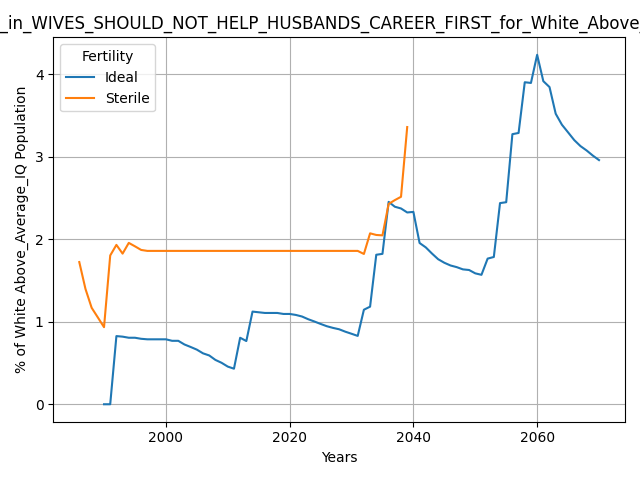 _in_WIVES_SHOULD_NOT_HELP_HUSBANDS_CAREER_FIRST_for_White_Above_
Fertility
Ideal
Sterile
% of White Above_Average_IQ Population
4
3
2
1
0
2000 2020 2040 2060
Years